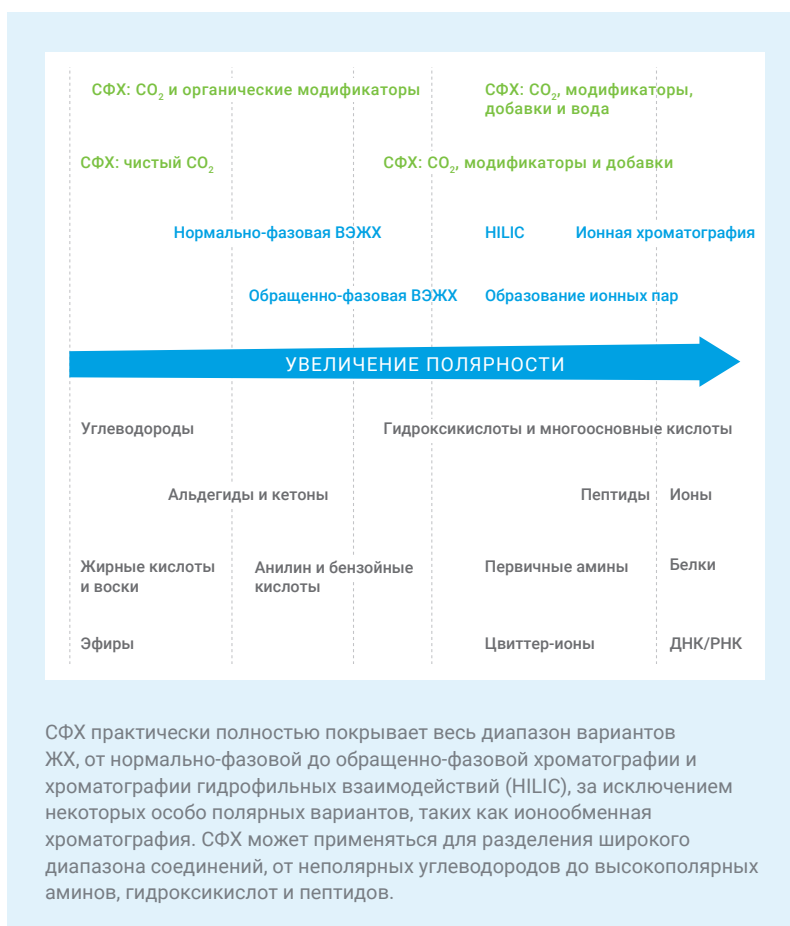 СФХ: CO₂ и органические модификаторы
СФХ: CO₂, модификаторы,
добавки и вода
СФХ: чистый CO₂
СФХ: CO₂, модификаторы и добавки
Нормально-фазовая ВЭЖХ
HILIC
Ионная хроматография
Обращенно-фазовая ВЭЖХ
Образование ионных пар
УВЕЛИЧЕНИЕ ПОЛЯРНОСТИ
Углеводороды
Гидроксикислоты и многоосновные кислоты
Альдегиды и кетоны
Пептиды
Ионы
Жирные кислоты
и воски
Анилин и бензойные
кислоты
Первичные амины
Белки
Эфиры
Цвиттер-ионы
ДНК/РНК
СФХ практически полностью покрывает весь диапазон вариантов
ЖХ, от нормально-фазовой до обращенно-фазовой хроматографии и
хроматографии гидрофильных взаимодействий (HILIC), за исключением
некоторых особо полярных вариантов, таких как ионообменная
хроматография. СФХ может применяться для разделения широкого
диапазона соединений, от неполярных углеводородов до высокополярных
аминов, гидроксикислот и пептидов.